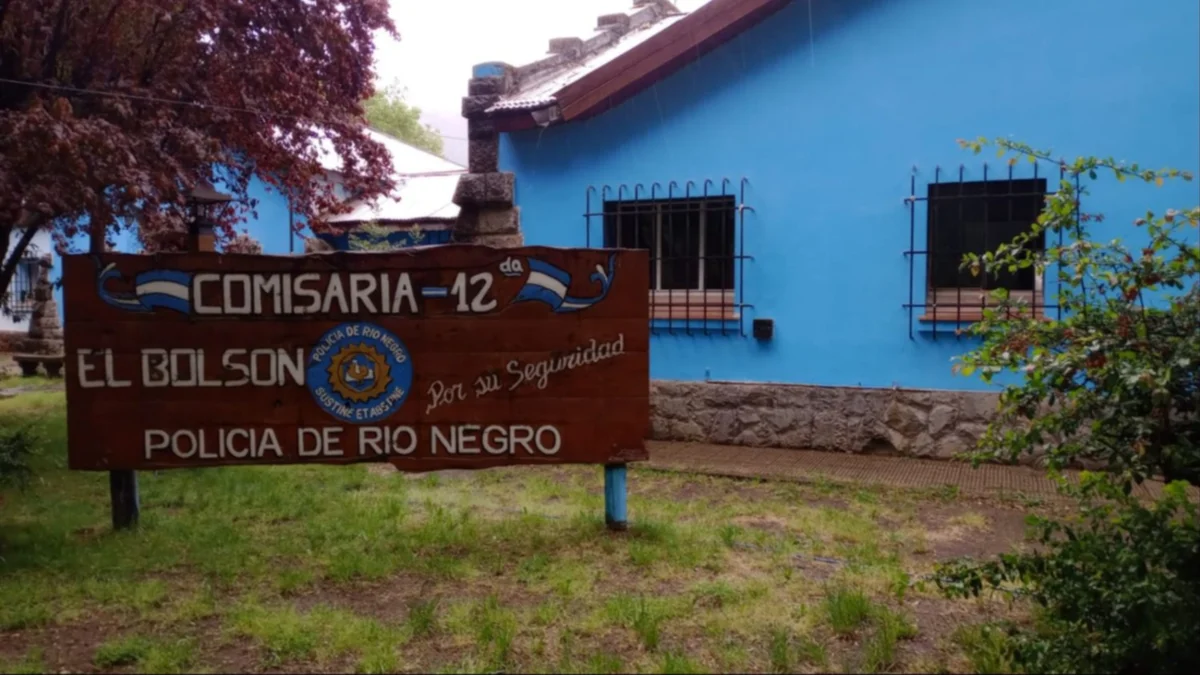 COMISARIA - 12 da
EL BOLSON
POLICIA DE RIO NEGRO
SUSTINE ET ABSTINE
Por su Seguridad
POLICIA DE RIO NEGRO